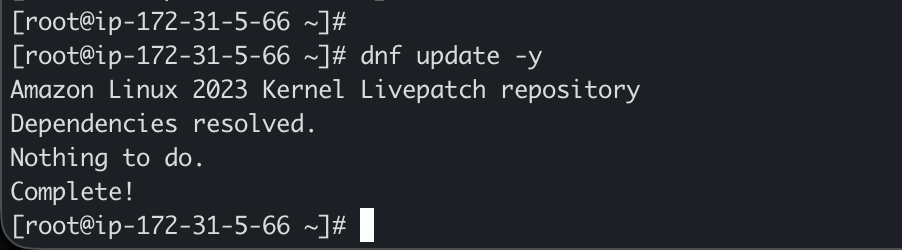 [root@ip-172-31-5-66 ~]#
[root@ip-172-31-5-66 ~]# dnf update -y
Amazon Linux 2023 Kernel Livepatch repository
Dependencies resolved.
Nothing to do.
Complete!
[root@ip-172-31-5-66 ~]#